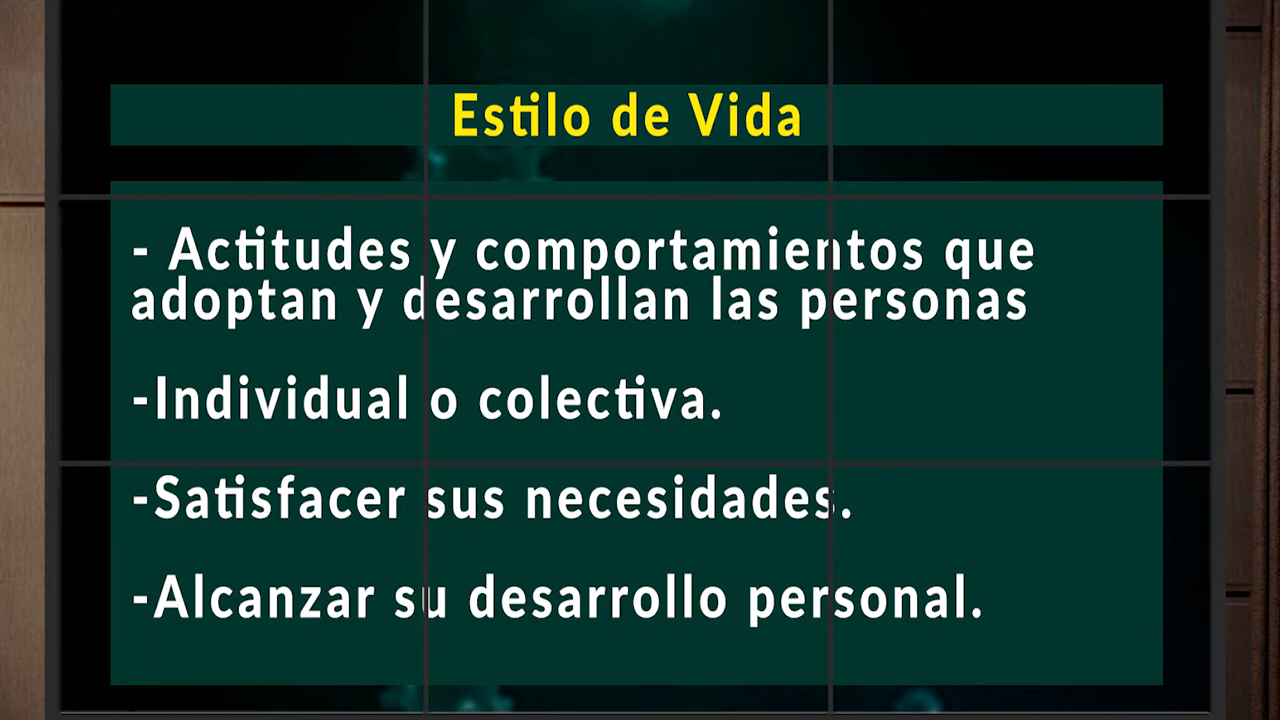 Estilo de Vida
- Actitudes y comportamientos que
adoptan y desarrollan las personas
-Individual o colectiva.
-Satisfacer sus necesidades.
-Alcanzar su desarrollo personal.